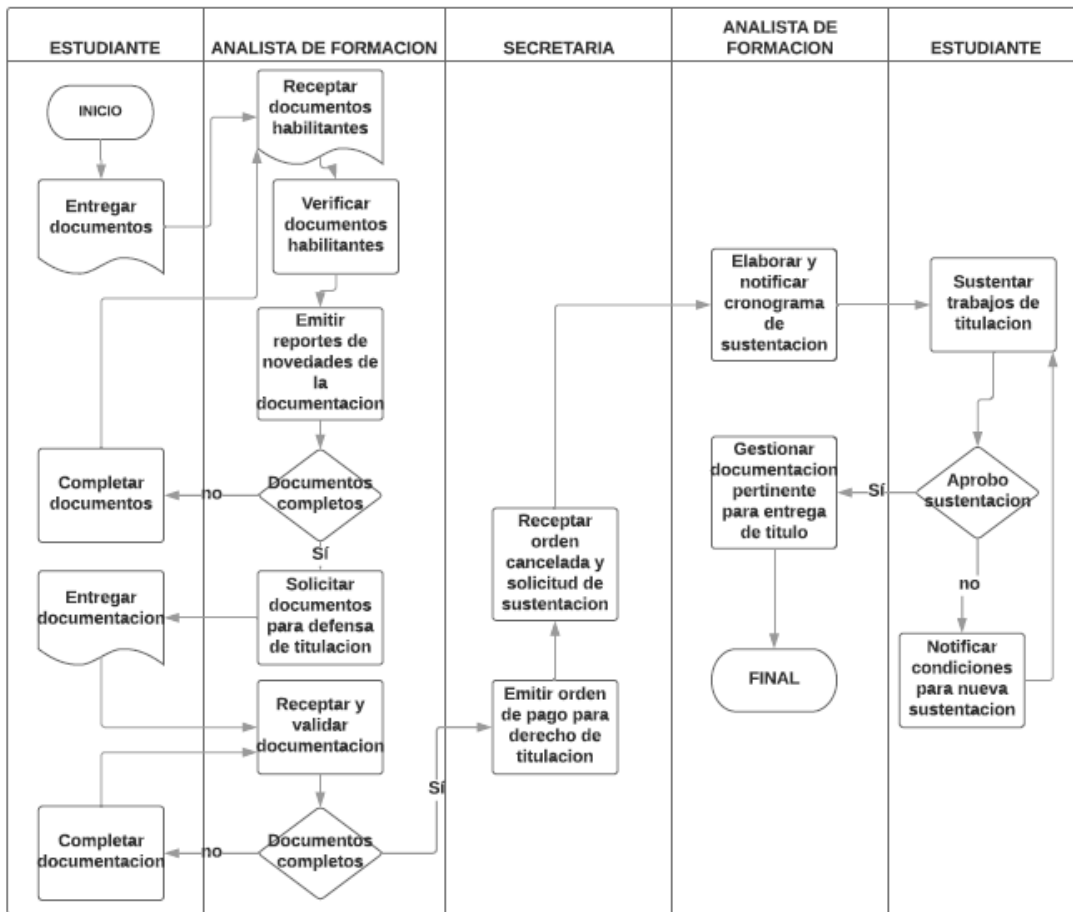 ESTUDIANTE
ANALISTA DE FORMACION
SECRETARIA
ANALISTA DE
FORMACION
ESTUDIANTE
INICIO
Entregar
documentos
Receptar
documentos
habilitantes
Verificar
documentos
habilitantes
Emitir
reportes de
novedades de
la
documentacion
Documentos
completos
no
Completar
documentos
Sí
Solicitar
documentos
para defensa
de titulacion
Entregar
documentacion
Receptar y
validar
documentacion
Documentos
completos
no
Completar
documentacion
Sí
Emitir orden
de pago para
derecho de
titulacion
Receptar
orden
cancelada y
solicitud de
sustentacion
Elaborar y
notificar
cronograma
de
sustentacion
Sustentar
trabajos de
titulacion
Aprobo
sustentacion
Sí
Gestionar
documentacion
pertinente
para entrega
de titulo
FINAL
no
Notificar
condiciones
para nueva
sustentacion